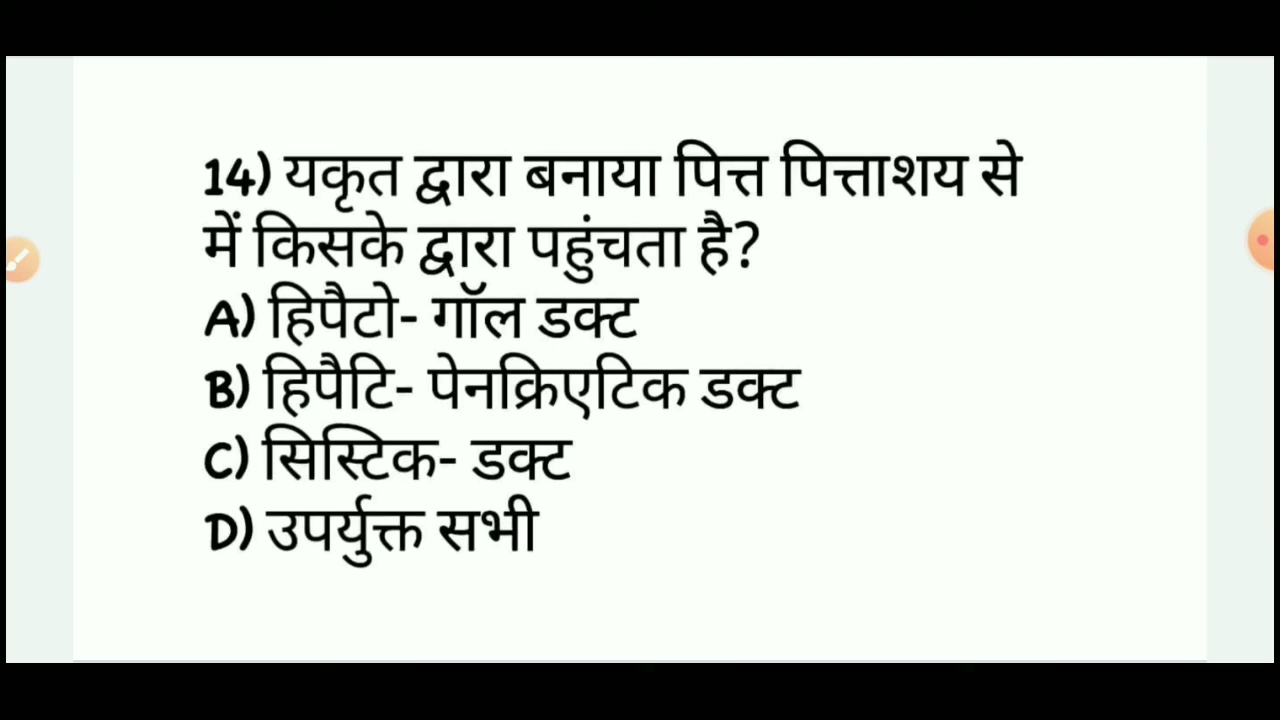 14) यकृत द्वारा बनाया पित्त पित्ताशय से
में किसके द्वारा पहुंचता है?
A) हिपैटो- गॉल डक्ट
B) हिपैटि- पेनक्रिएटिक डक्ट
C) सिस्टिक- डक्ट
D) उपर्युक्त सभी